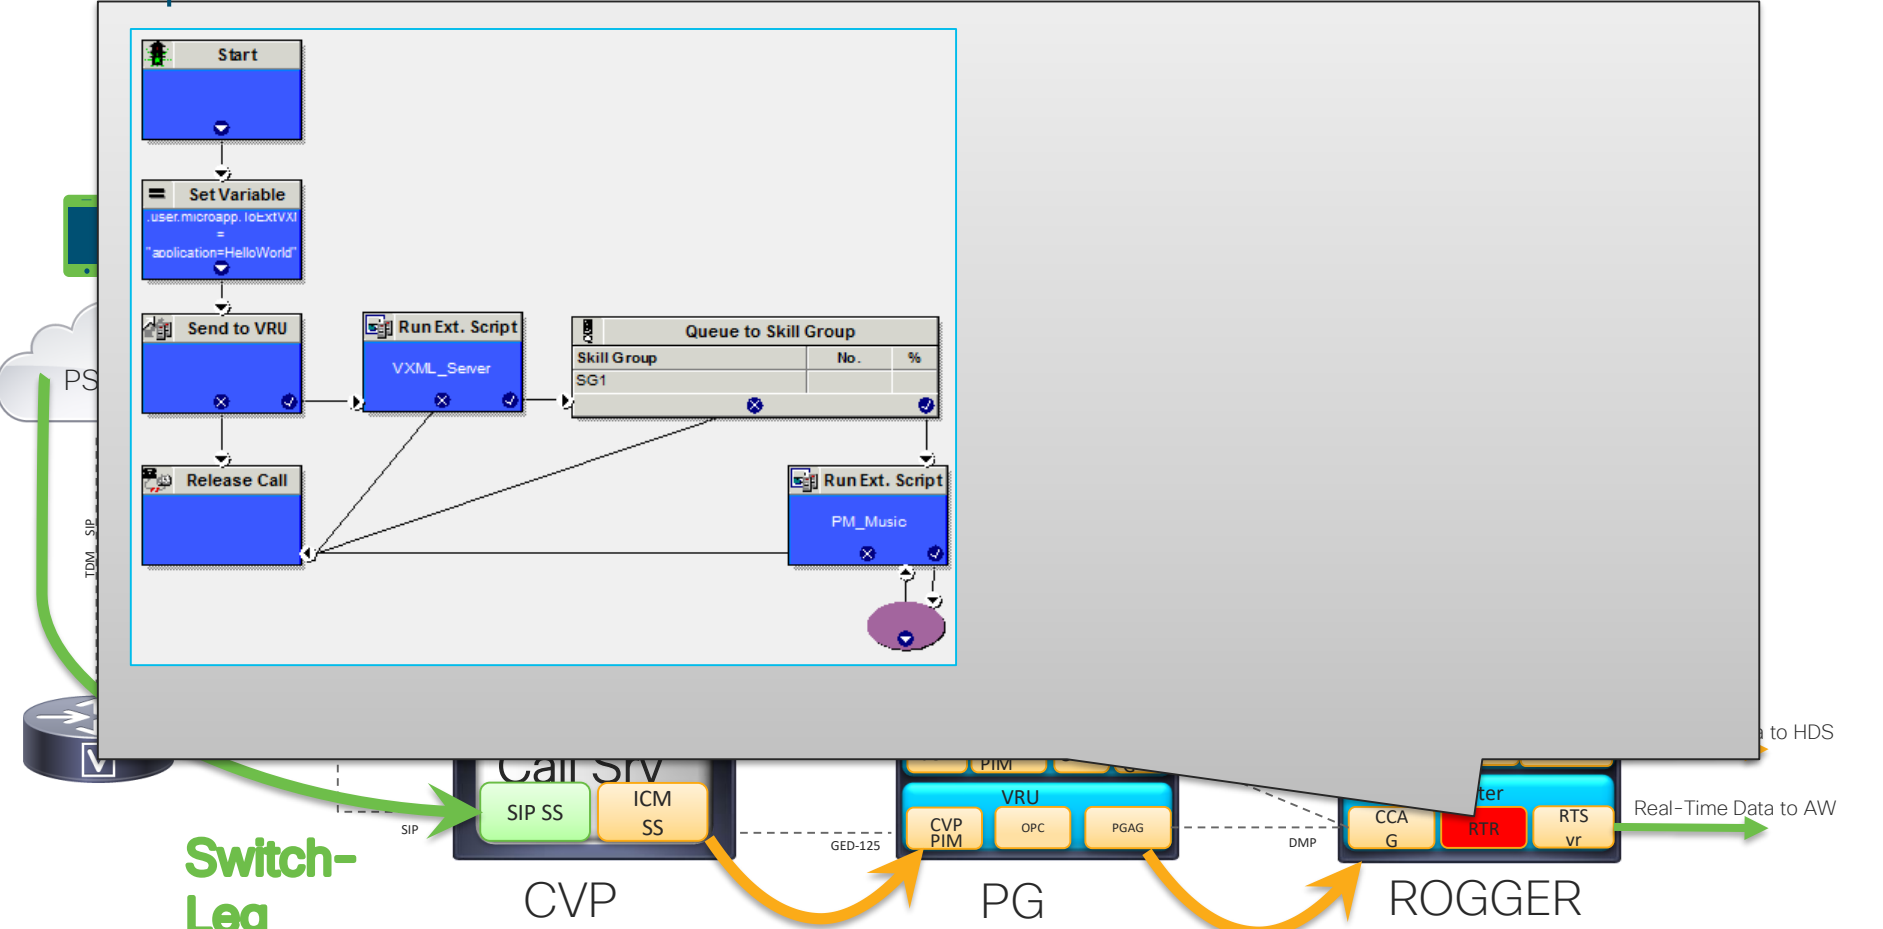 Start
Set Variable
.user.microapp.ToExtVXI
=
"application=HelloWorld"
Send to VRU
Run Ext. Script
VXML_Server
Queue to Skill Group
Skill Group No. %
SG1
Release Call
Run Ext. Script
PM_Music
PS
TDM SIP
V
to HDS
Call Srv
SIP SS
ICM
SS
SIP
Switch-
Leg
CVP
GED-125
PIM
VRU
CVP
PIM
OPC
PGAG
PG
DMP
ter
CCA
G
RTR
RTS
vr
ROGGER
Real-Time Data to AW